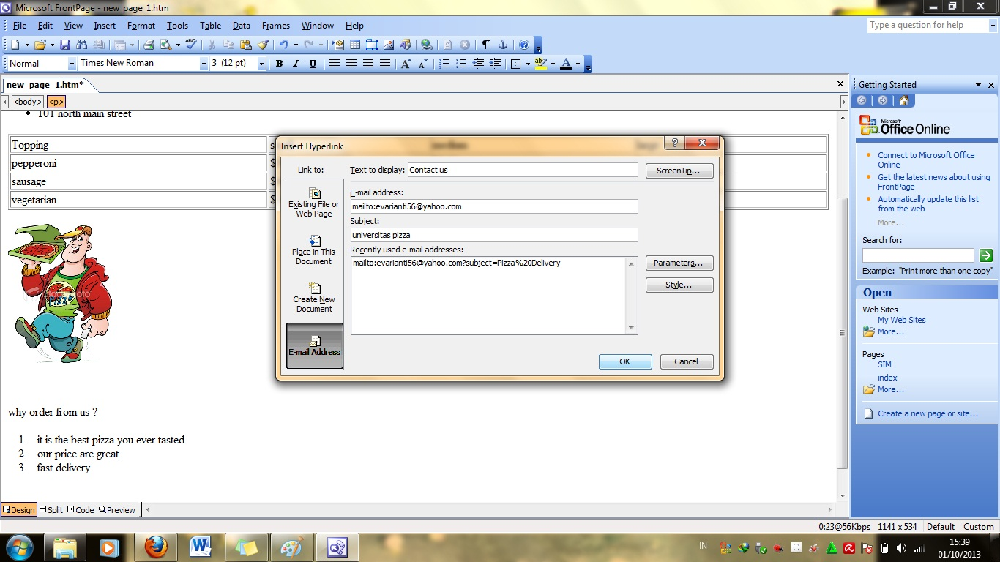 Microsoft FrontPage - new_page_1.htm
File Edit View Insert Format Tools Table Data Frames Window Help
Type a question for help
Normal Times New Roman 3 (12 pt) B I U
new_page_1.htm*
<body> <p>
101 north main street
Topping
pepperoni
sausage
vegetarian
PIZZA
why order from us ?
1. it is the best pizza you ever tasted
2. our price are great
3. fast delivery
Insert Hyperlink
Link to:
Existing File or
Web Page
Place in This
Document
Create New
Document
E-mail Address
Text to display: Contact us
ScreenTip...
E-mail address:
mailto:evarianti56@yahoo.com
Subject:
universitas pizza
Recently used e-mail addresses:
mailto:evarianti56@yahoo.com?subject=Pizza%20Delivery
Parameters...
Style...
OK Cancel
Getting Started
Microsoft
Office Online
Connect to Microsoft Office
Online
Get the latest news about using
FrontPage
Automatically update this list
from the web
More...
Search for:
Example: "Print more than one copy"
Open
Web Sites
My Web Sites
More...
Pages
SIM
index
More...
Create a new page or site...
Design Split Code Preview
0:23@56Kbps 1141 x 534 Default Custom
IN
15:39
01/10/2013